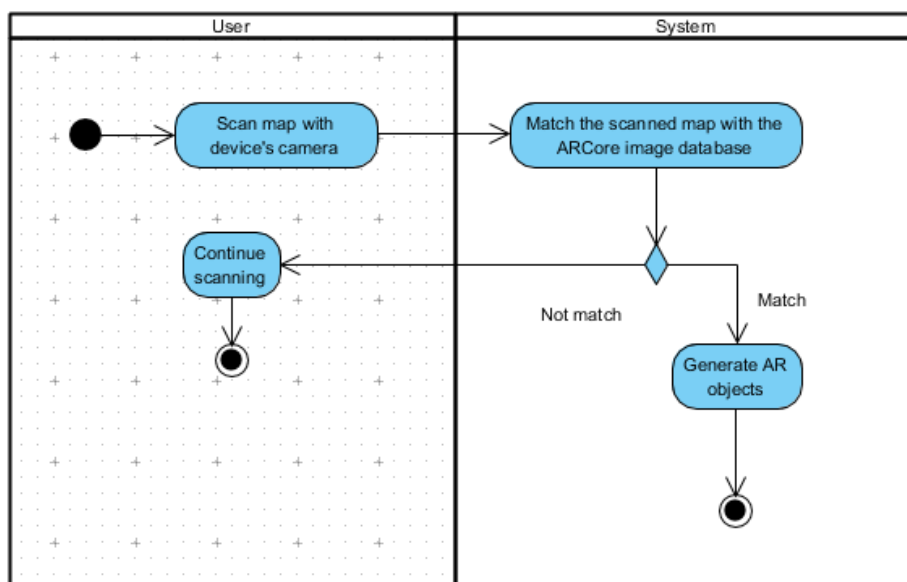 User
System
Scan map with
device's camera
Match the scanned map with the
ARCore image database
Continue
scanning
Not match
Match
Generate AR
objects